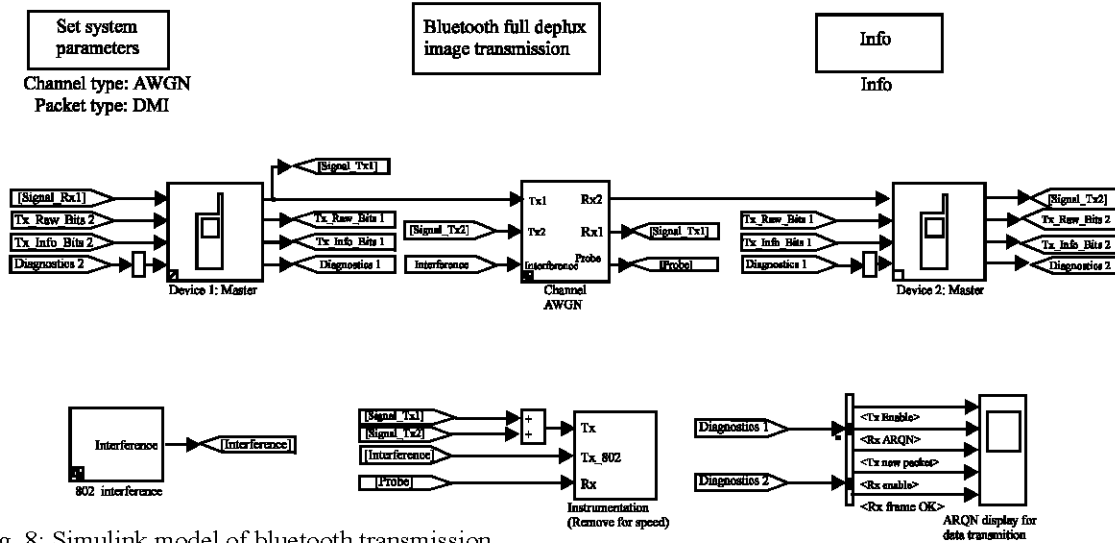 Set system
parameters
Channel type: AWGN
Packet type: DMI
Bluetooth full deplux
image transmission
Info
Info
[Signal_Tx1]
[Signal_Rx1]
Tx_Raw_Bits 2
Tx_Info_Bits 2
Diagnostics 2
Tx_Raw_Bits 1
Tx_Info_Bits 1
Diagnostics 1
Device 1: Master
[Signal_Tx2]
Interference
Tx1
Tx2
Interference
Rx2
Rx1
Probe
Channel
AWGN
[Signal_Tx1]
[Probe]
Tx_Raw_Bits 1
Tx_Info_Bits 1
Diagnostics 1
Device 2: Master
[Signal_Tx2]
Tx_Raw_Bits 2
Tx_Info_Bits 2
Diagnostics 2
Interference
[Interference]
802 interference
[Signal_Tx1]
[Signal_Tx2]
[Interference]
[Probe]
+
+
Tx
Tx_802
Rx
Instrumentation
(Remove for speed)
Diagnostics 1
Diagnostics 2
<Tx Enable>
<Rx ARQN>
<Tx new packet>
<Rx enable>
<Rx frame OK>
ARQN display for
data transmition
g. 8: Simulink model of bluetooth transmission